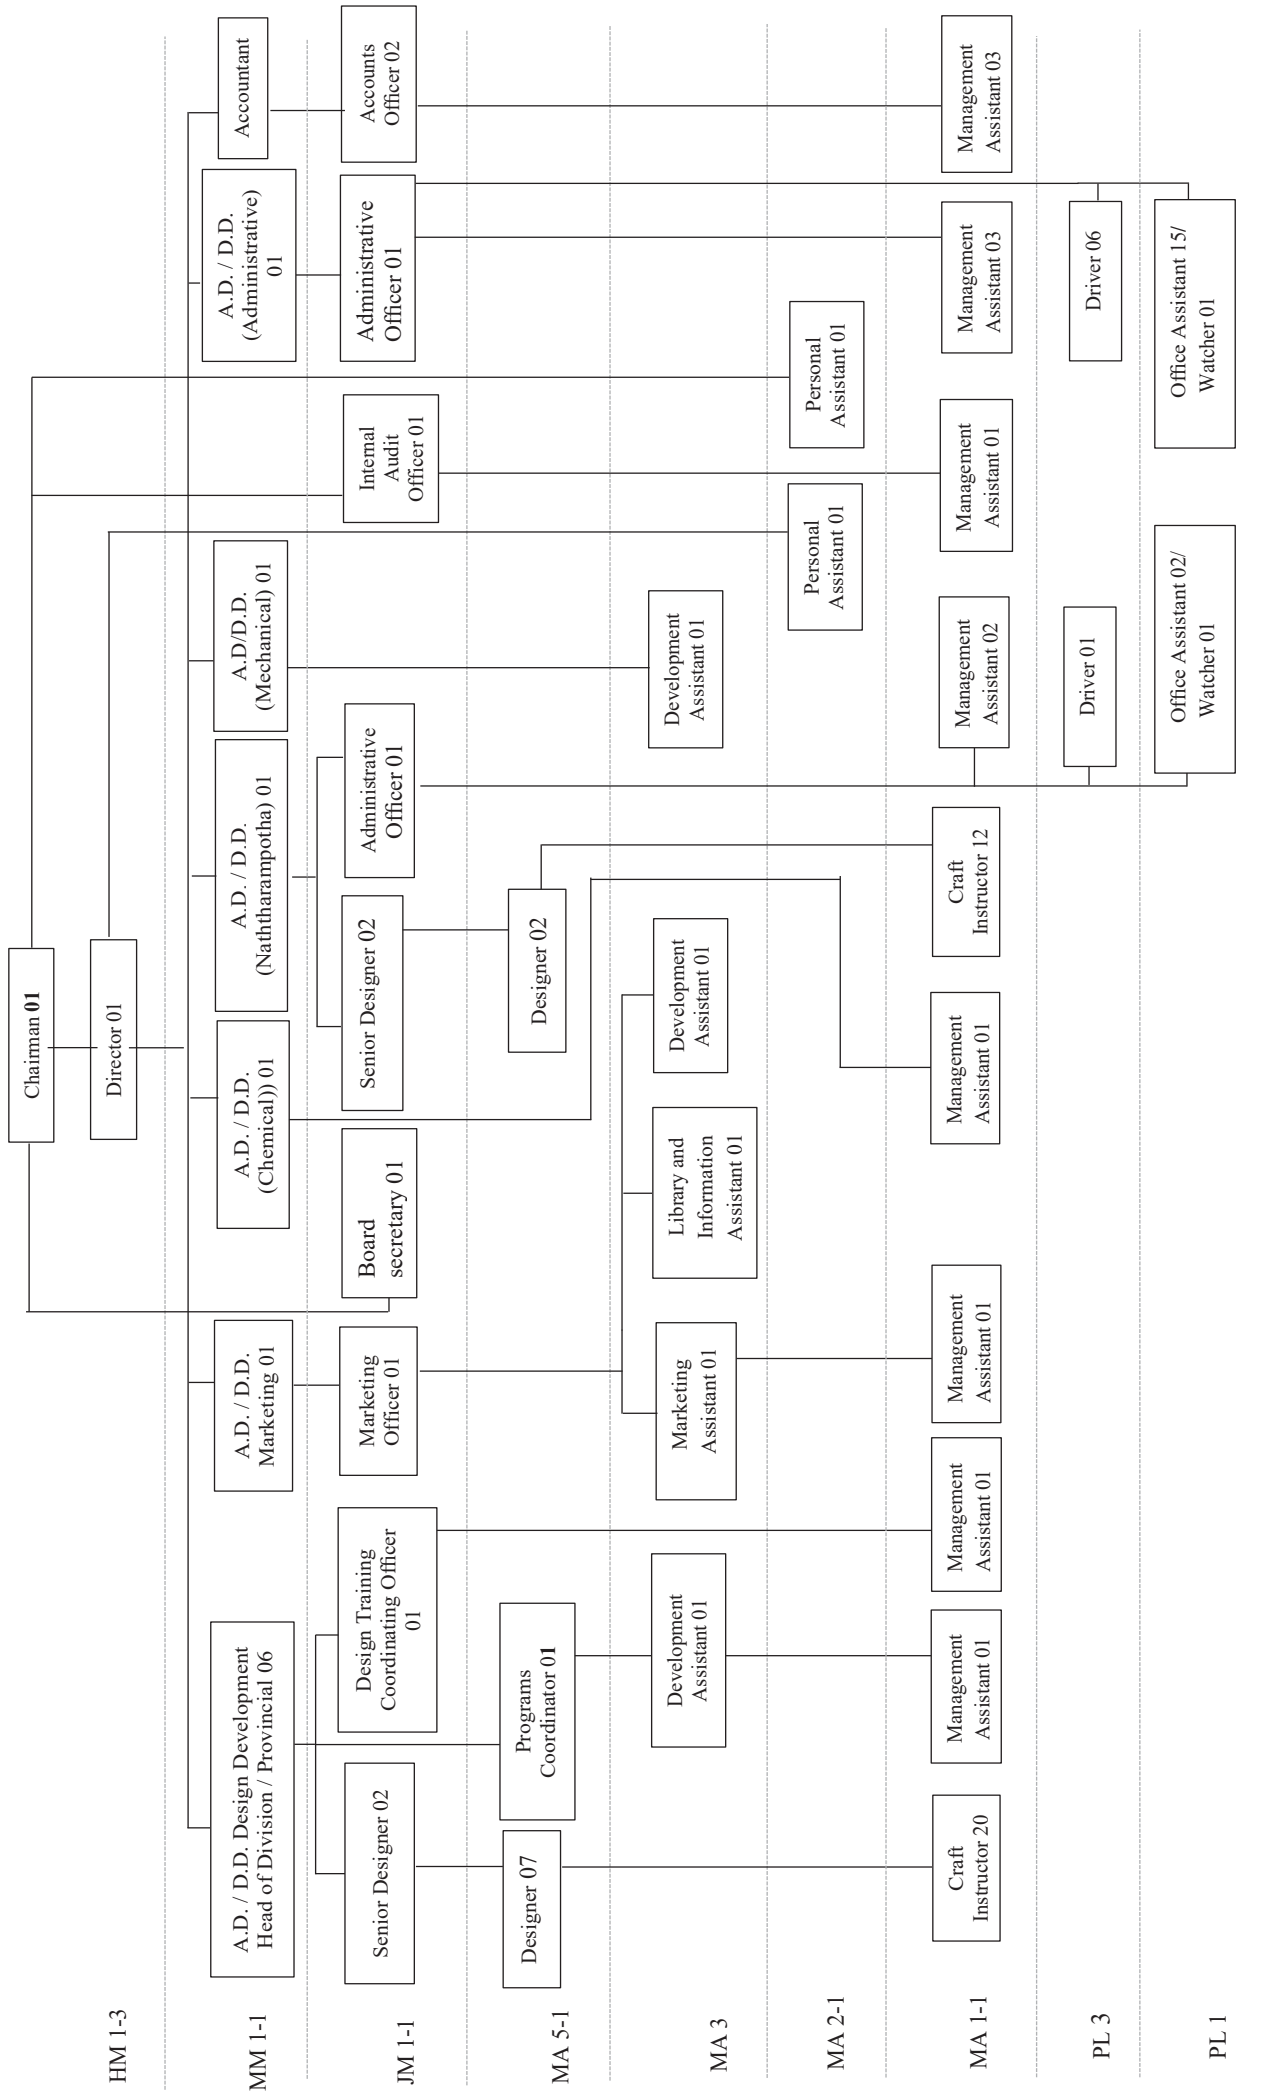 Chairman 01
HM 1-3
Director 01
MM 1-1
A.D. / D.D. Design Development
Head of Division / Provincial 06
A.D. / D.D.
Marketing 01
A.D. / D.D.
(Chemical)) 01
A.D. / D.D.
(Naththarampotha) 01
A.D/D.D.
(Mechanical) 01
A.D. / D.D.
(Administrative)
01
Accountant
JM 1-1
Senior Designer 02
Design Training
Coordinating Officer
01
Marketing
Officer 01
Board
secretary 01
Senior Designer 02
Administrative
Officer 01
Internal
Audit
Officer 01
Administrative
Officer 01
Accounts
Officer 02
MA 5-1
Designer 07
Programs
Coordinator 01
Designer 02
MA 3
Development
Assistant 01
Marketing
Assistant 01
Library and
Information
Assistant 01
Development
Assistant 01
Development
Assistant 01
MA 2-1
Personal
Assistant 01
Personal
Assistant 01
MA 1-1
Craft
Instructor 20
Management
Assistant 01
Management
Assistant 01
Management
Assistant 01
Management
Assistant 01
Craft
Instructor 12
Management
Assistant 02
Management
Assistant 01
Management
Assistant 03
Management
Assistant 03
PL 3
Driver 01
Driver 06
PL 1
Office Assistant 02/
Watcher 01
Office Assistant 15/
Watcher 01